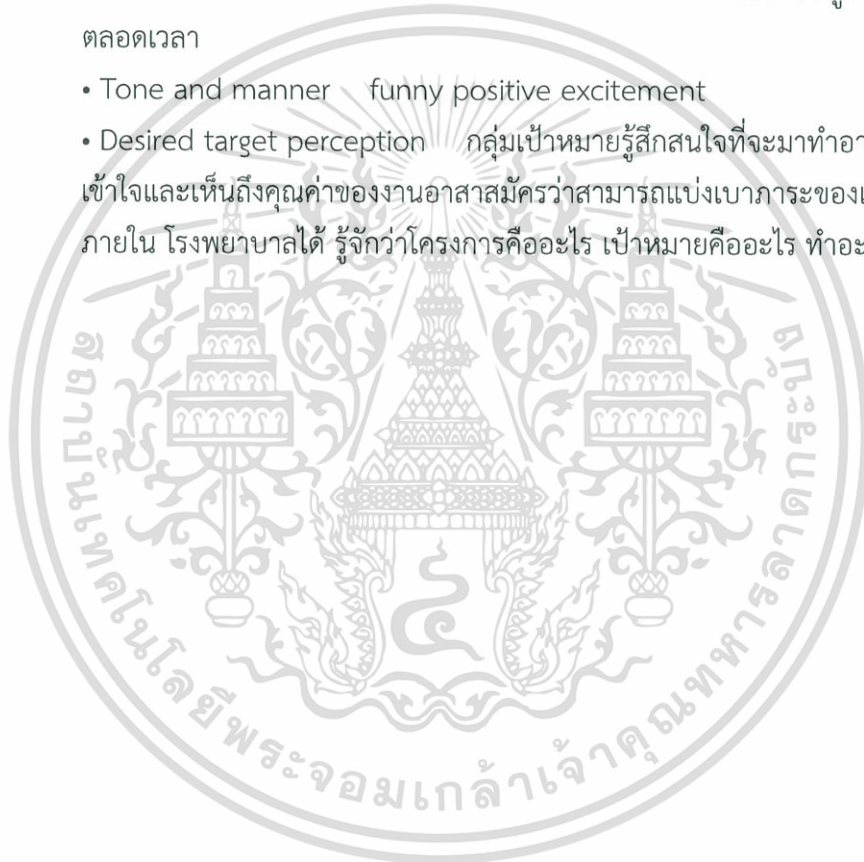 ตลอดเวลา
• Tone and manner funny positive excitement
• Desired target perception กลุ่มเป้าหมายรู้สึกสนใจที่จะมาทำอา
เข้าใจและเห็นถึงคุณค่าของงานอาสาสมัครว่าสามารถแบ่งเบาภาระของเ
ภายใน โรงพยาบาลได้ รู้จักว่าโครงการคืออะไร เป้าหมายคืออะไร ทำอะ
สถาบันเทคโนโลยีพระจอมเกล้าเจ้าคุณทหารลาดกระบัง
๔